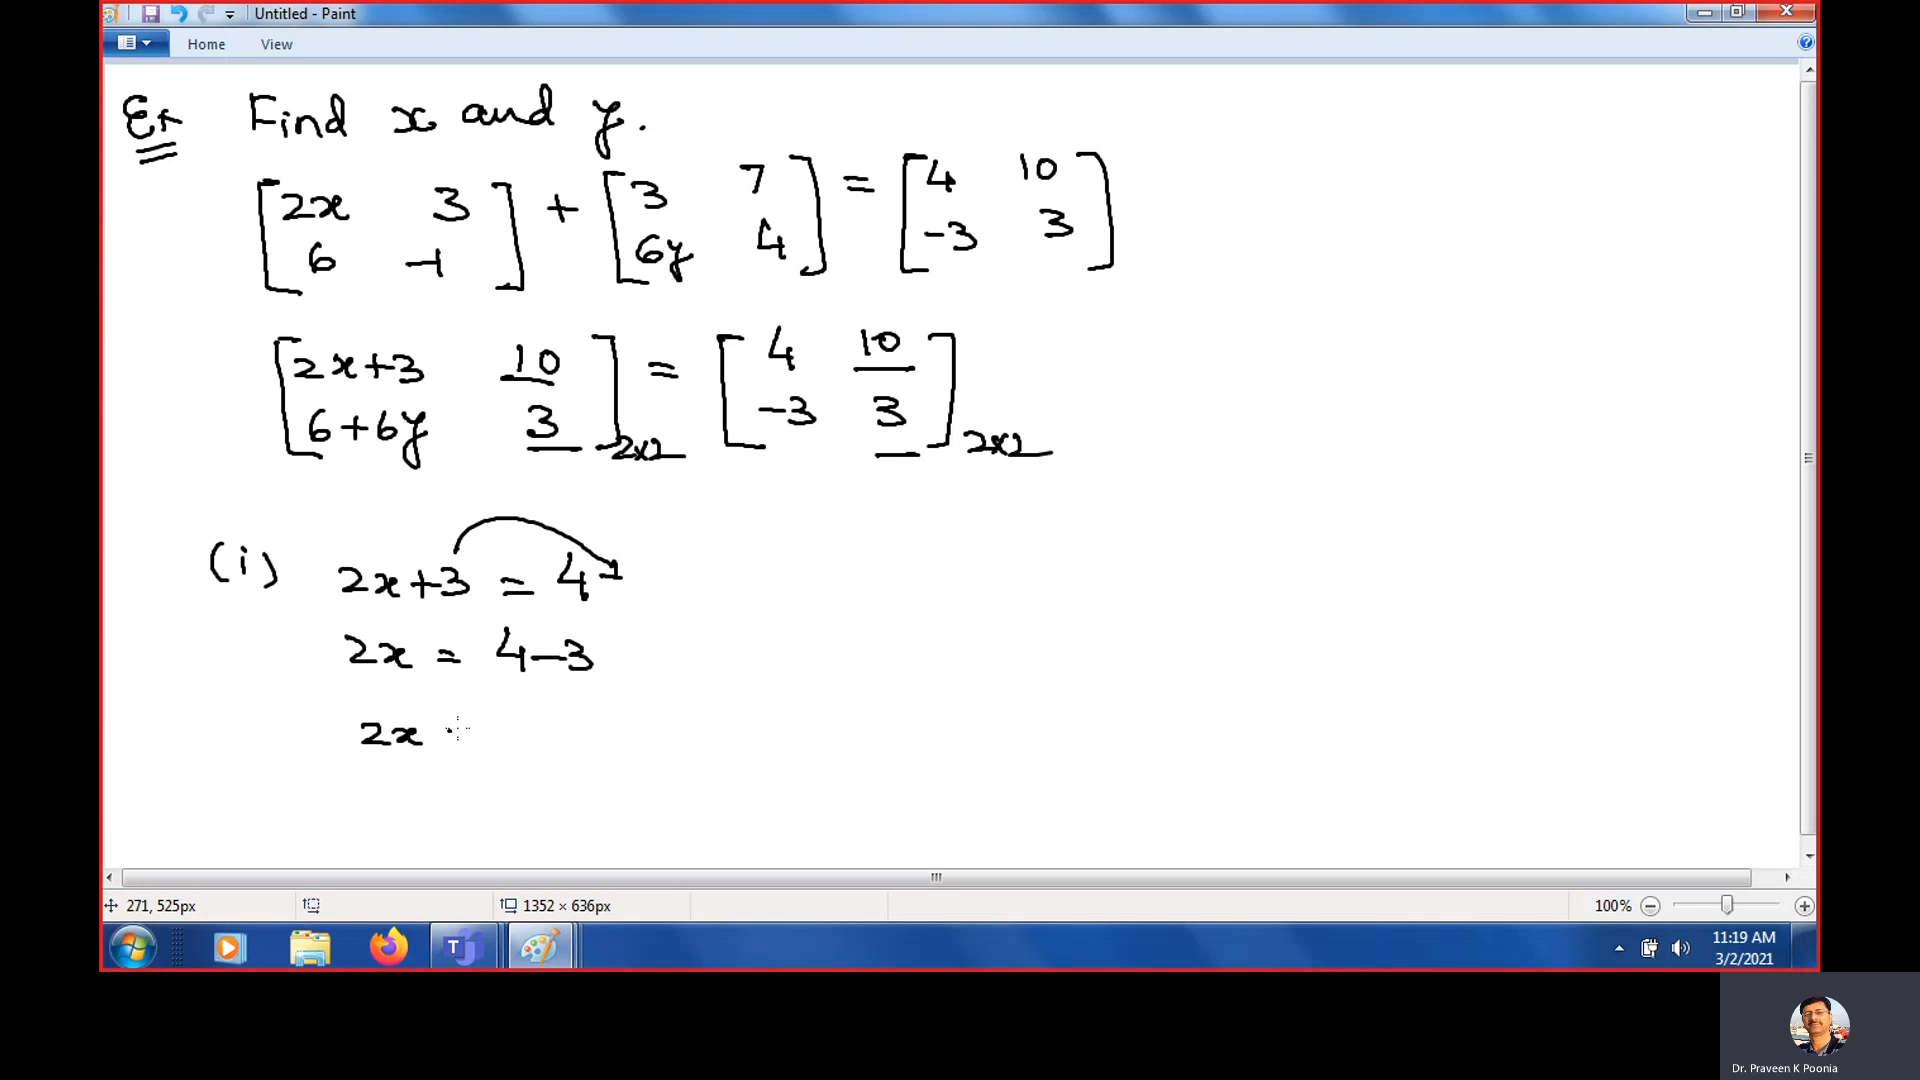 Untitled - Paint
Home View
Ex Find x and y.
[2x 3 + [3 7 = [4 10
6 -1] 6y 4] -3 3]
[2x+3 10 = [4 10
6+6y 3]2x2 -3 3]2x2
(i) 2x+3 = 4
2x = 4-3
2x
271, 525px 1352 × 636px 100%
11:19 AM
3/2/2021
Dr. Praveen K Poonia